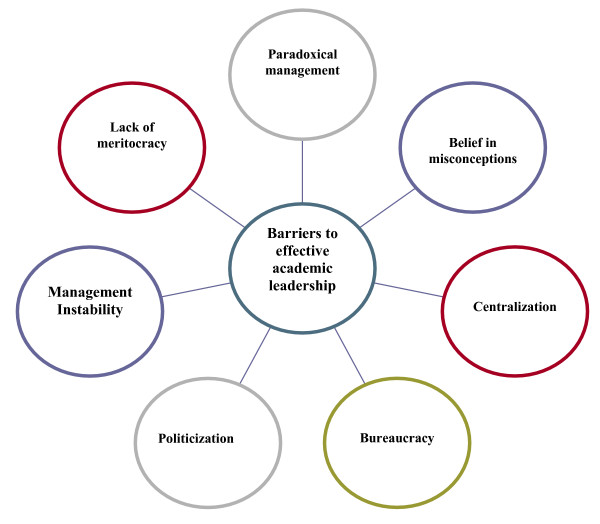 Paradoxical
management
Lack of
meritocracy
Belief in
misconceptions
Barriers to
effective
academic
leadership
Management
Instability
Centralization
Politicization
Bureaucracy